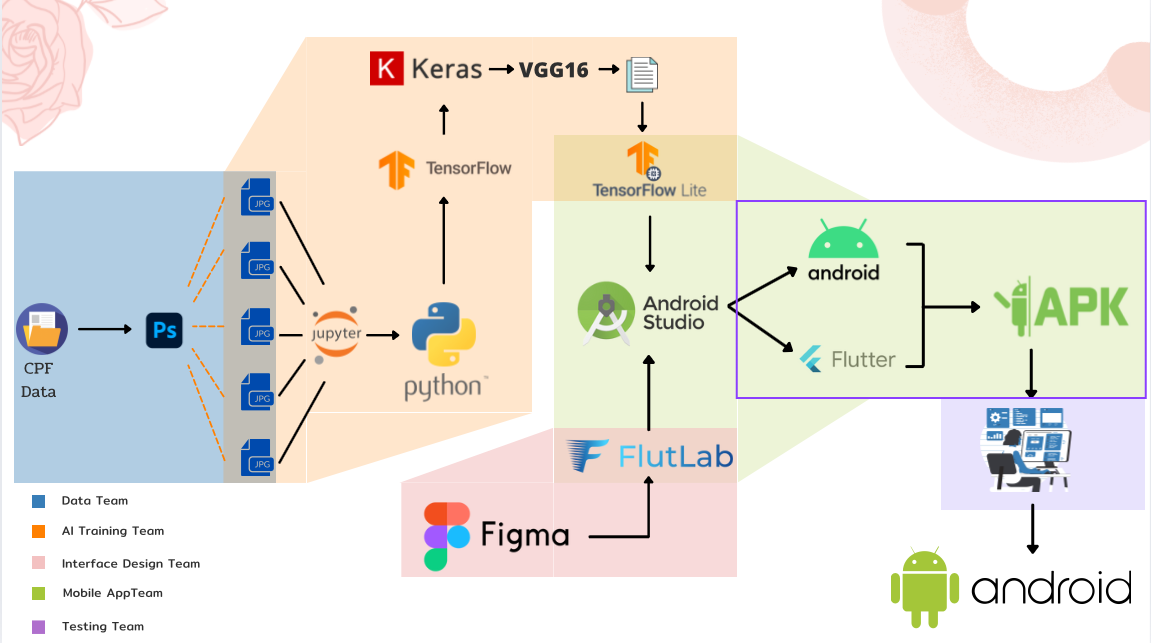 Keras
VGG16
TensorFlow
TensorFlow Lite
JPG
JPG
JPG
JPG
JPG
CPF
Data
Ps
jupyter
python™
Android
Studio
android
Flutter
APK
FlutLab
Figma
android
Data Team
AI Training Team
Interface Design Team
Mobile AppTeam
Testing Team